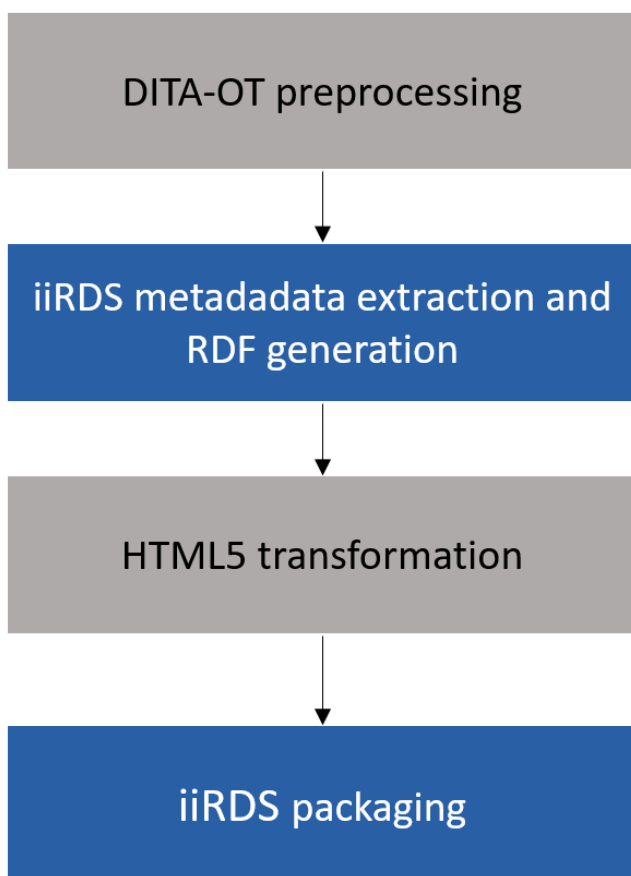 DITA-OT preprocessing
iiRDS metadadata extraction and
RDF generation
HTML5 transformation
iiRDS packaging